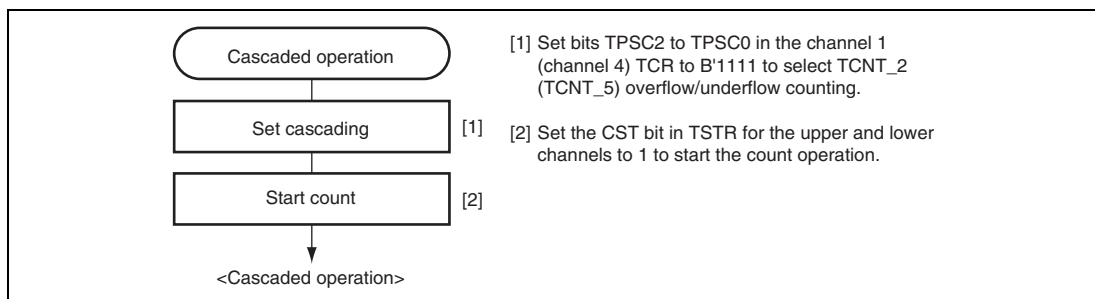 Cascaded operation
Set cascading
[1]
Start count
[2]
<Cascaded operation>
[1] Set bits TPSC2 to TPSC0 in the channel 1
(channel 4) TCR to B'1111 to select TCNT_2
(TCNT_5) overflow/underflow counting.
[2] Set the CST bit in TSTR for the upper and lower
channels to 1 to start the count operation.